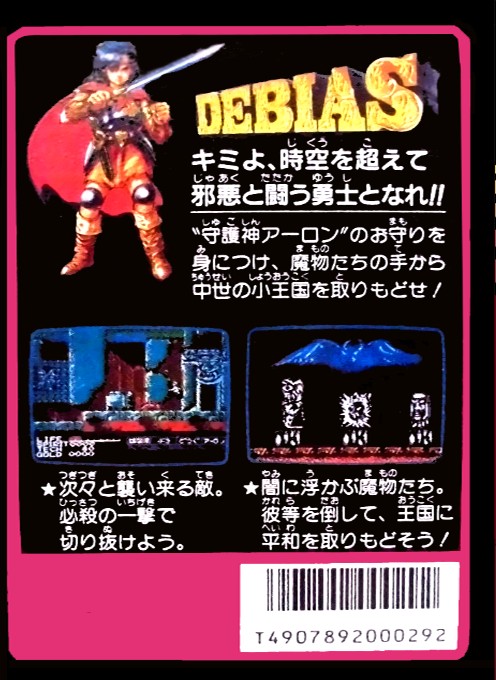 DEBIAS
キミよ、時空を超えて
邪悪と闘う勇士となれ!!
“守護神アーロン”のお守りを
身につけ、魔物たちの手から
中世の小王国を取りもどせ！
★次々と襲い来る敵。
必殺の一撃で
切り抜けよう。
★闇に浮かぶ魔物たち。
彼等を倒して、王国に
平和を取りもどそう！
T4907892000292